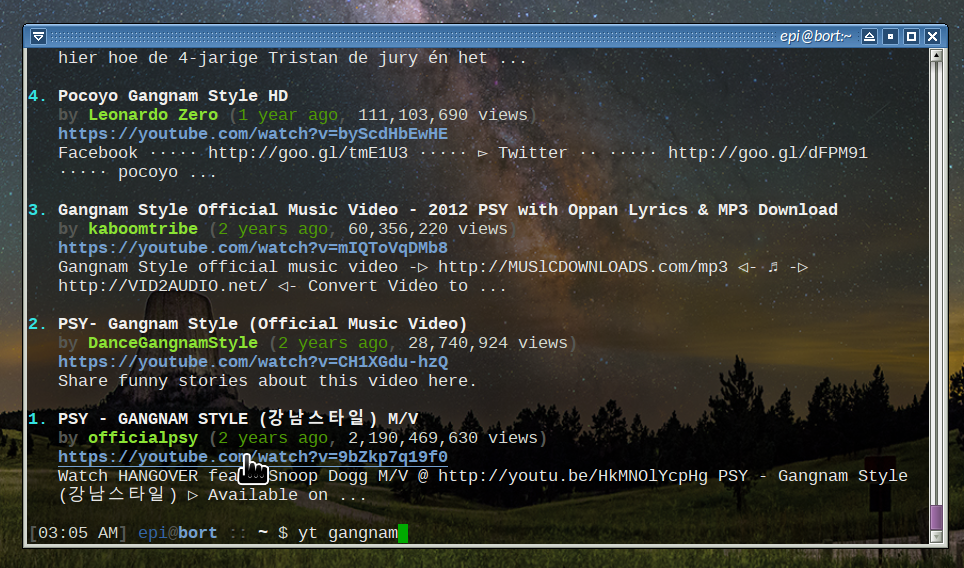 epi@bort:~
hier hoe de 4-jarige Tristan de jury én het ...
4. Pocoyo Gangnam Style HD
by Leonardo Zero (1 year ago, 111,103,690 views)
https://youtube.com/watch?v=byScdHbEwHE
Facebook ····· http://goo.gl/tmE1U3 ····· ▻ Twitter ·· ····· http://goo.gl/dFPM91
····· pocoyo ...
3. Gangnam Style Official Music Video - 2012 PSY with Oppan Lyrics & MP3 Download
by kaboomtribe (2 years ago, 60,356,220 views)
https://youtube.com/watch?v=mIQToVqDMb8
Gangnam Style official music video -▷ http://MUSlCDOWNLOADS.com/mp3 ◁- ♬ -▷
http://VID2AUDIO.net/ ◁- Convert Video to ...
2. PSY- Gangnam Style (Official Music Video)
by DanceGangnamStyle (2 years ago, 28,740,924 views)
https://youtube.com/watch?v=CH1XGdu-hzQ
Share funny stories about this video here.
1. PSY - GANGNAM STYLE (강남스타일) M/V
by officialpsy (2 years ago, 2,190,469,630 views)
https://youtube.com/watch?v=9bZkp7q19f0
Watch HANGOVER Snoop Dogg M/V @ http://youtu.be/HkMNOlYcpHg PSY - Gangnam Style
(강남스타일) ▷ Available on ...
[03:05 AM] epi@bort :: ~ $ yt gangnam